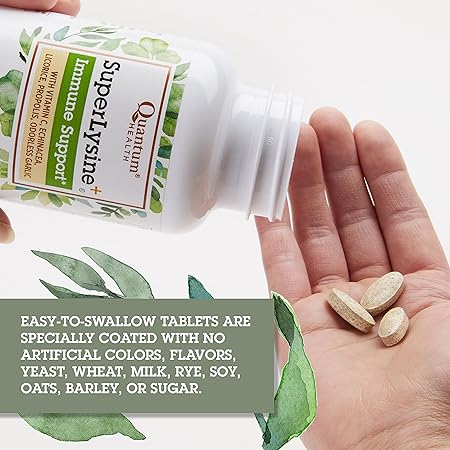 Quantum®
HEALTH
SuperLysine+®
Immune Support*
WITH VITAMIN C, ECHINACEA,
LICORICE, PROPOLIS, ODORLESS GARLIC
EASY-TO-SWALLOW TABLETS ARE
SPECIALLY COATED WITH NO
ARTIFICIAL COLORS, FLAVORS,
YEAST, WHEAT, MILK, RYE, SOY,
OATS, BARLEY, OR SUGAR.